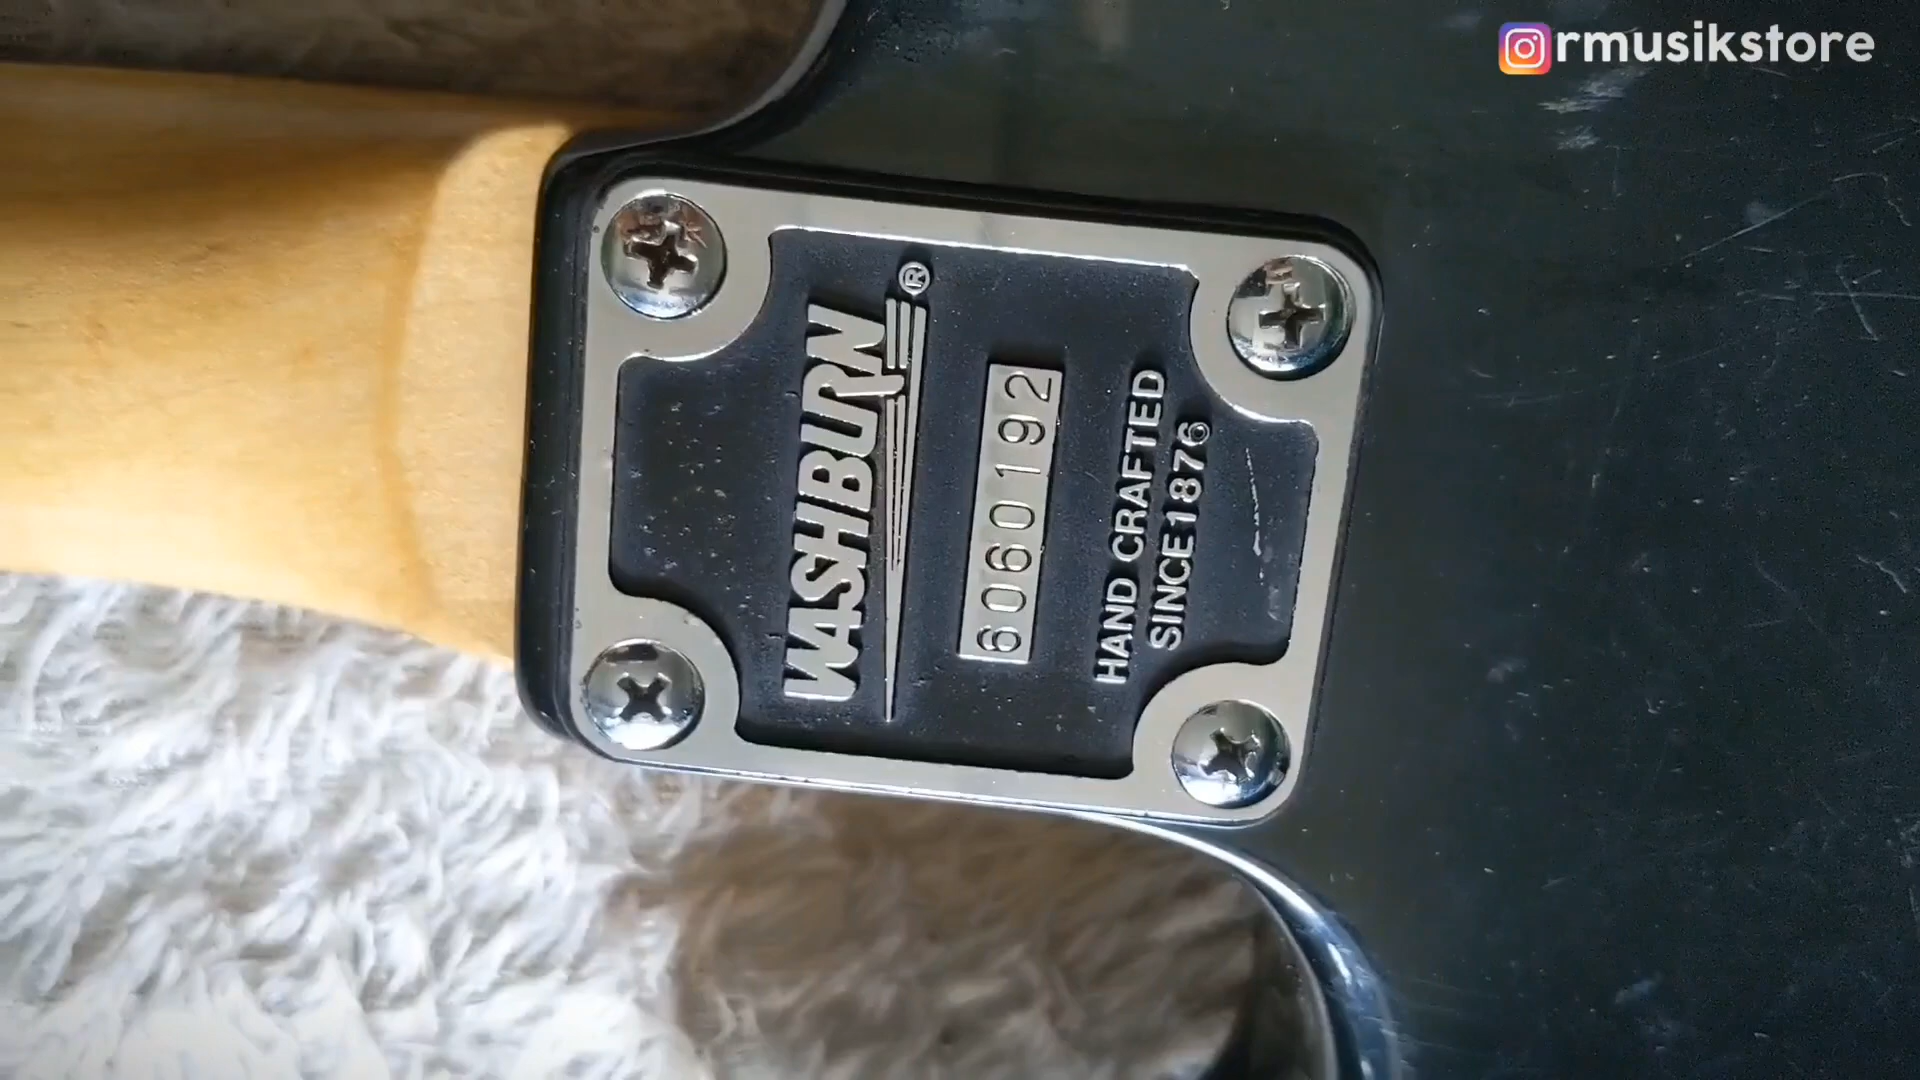 rmusikstore
WASHBURN®
6060192
HAND CRAFTED
SINCE1876